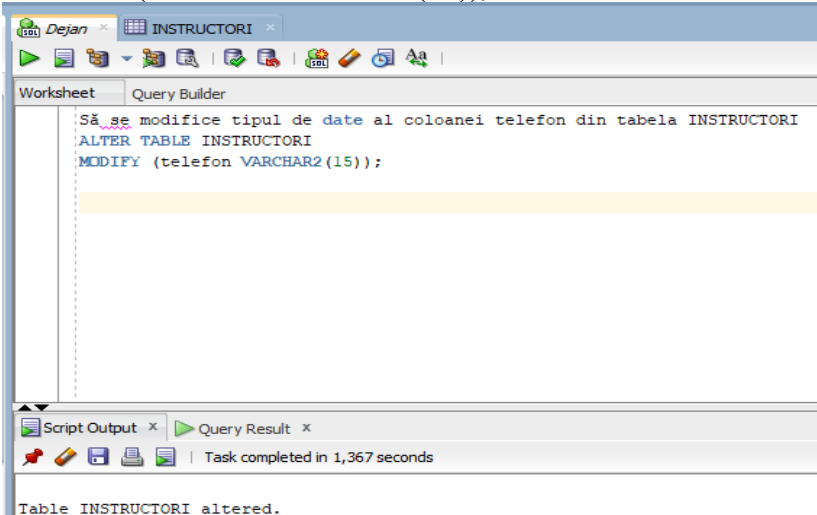 Dejan
INSTRUCTORI
Worksheet Query Builder
Să se modifice tipul de date al coloanei telefon din tabela INSTRUCTORI
ALTER TABLE INSTRUCTORI
MODIFY (telefon VARCHAR2(15));
Script Output x Query Result x
Task completed in 1,367 seconds
Table INSTRUCTORI altered.